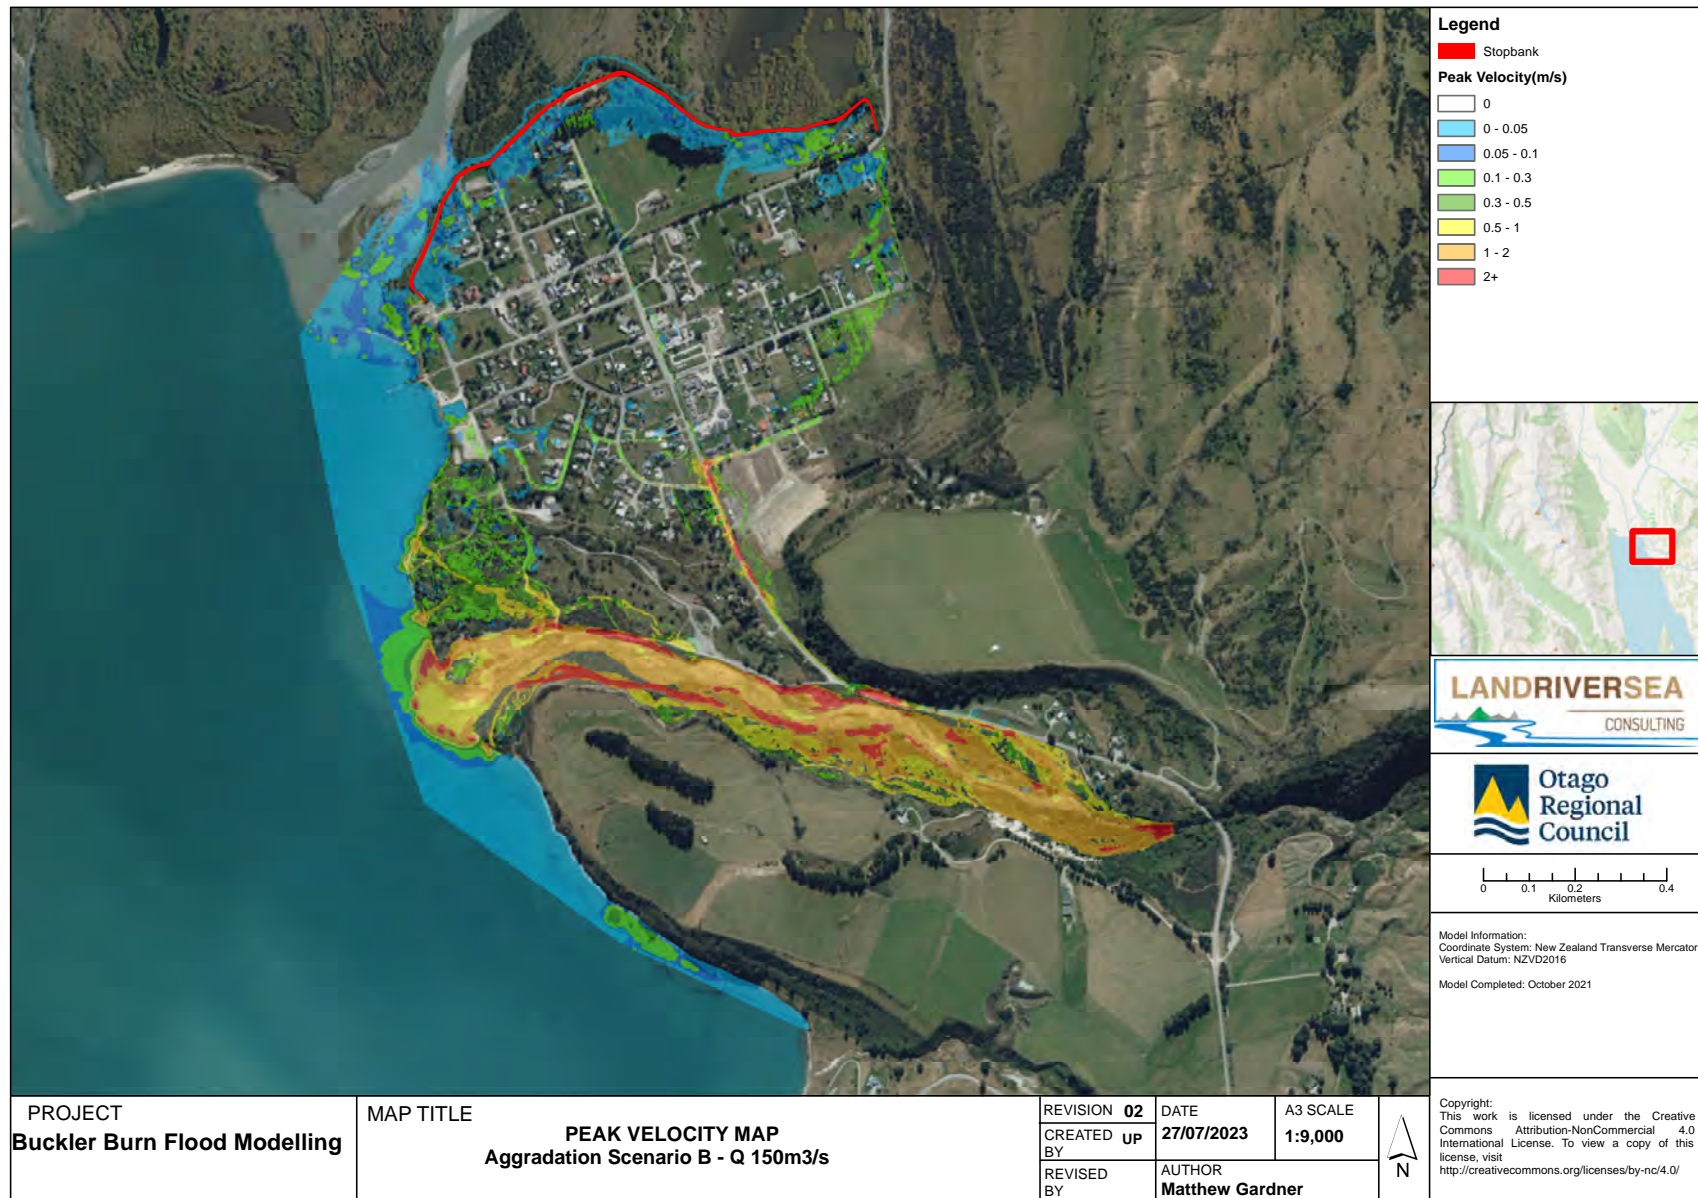 Legend
Stopbank
Peak Velocity(m/s)
0
0 - 0.05
0.05 - 0.1
0.1 - 0.3
0.3 - 0.5
0.5 - 1
1 - 2
2+
LANDRIVERSEA
CONSULTING
Otago
Regional
Council
0 0.1 0.2 0.4
Kilometers
Model Information:
Coordinate System: New Zealand Transverse Mercator
Vertical Datum: NZVD2016
Model Completed: October 2021
Copyright:
This work is licensed under the Creative
Commons Attribution-NonCommercial 4.0
International License. To view a copy of this
license, visit
http://creativecommons.org/licenses/by-nc/4.0/
PROJECT
Buckler Burn Flood Modelling
MAP TITLE
PEAK VELOCITY MAP
Aggradation Scenario B - Q 150m3/s
REVISION 02
CREATED BY UP
REVISED BY
DATE
27/07/2023
A3 SCALE
1:9,000
AUTHOR
Matthew Gardner
N